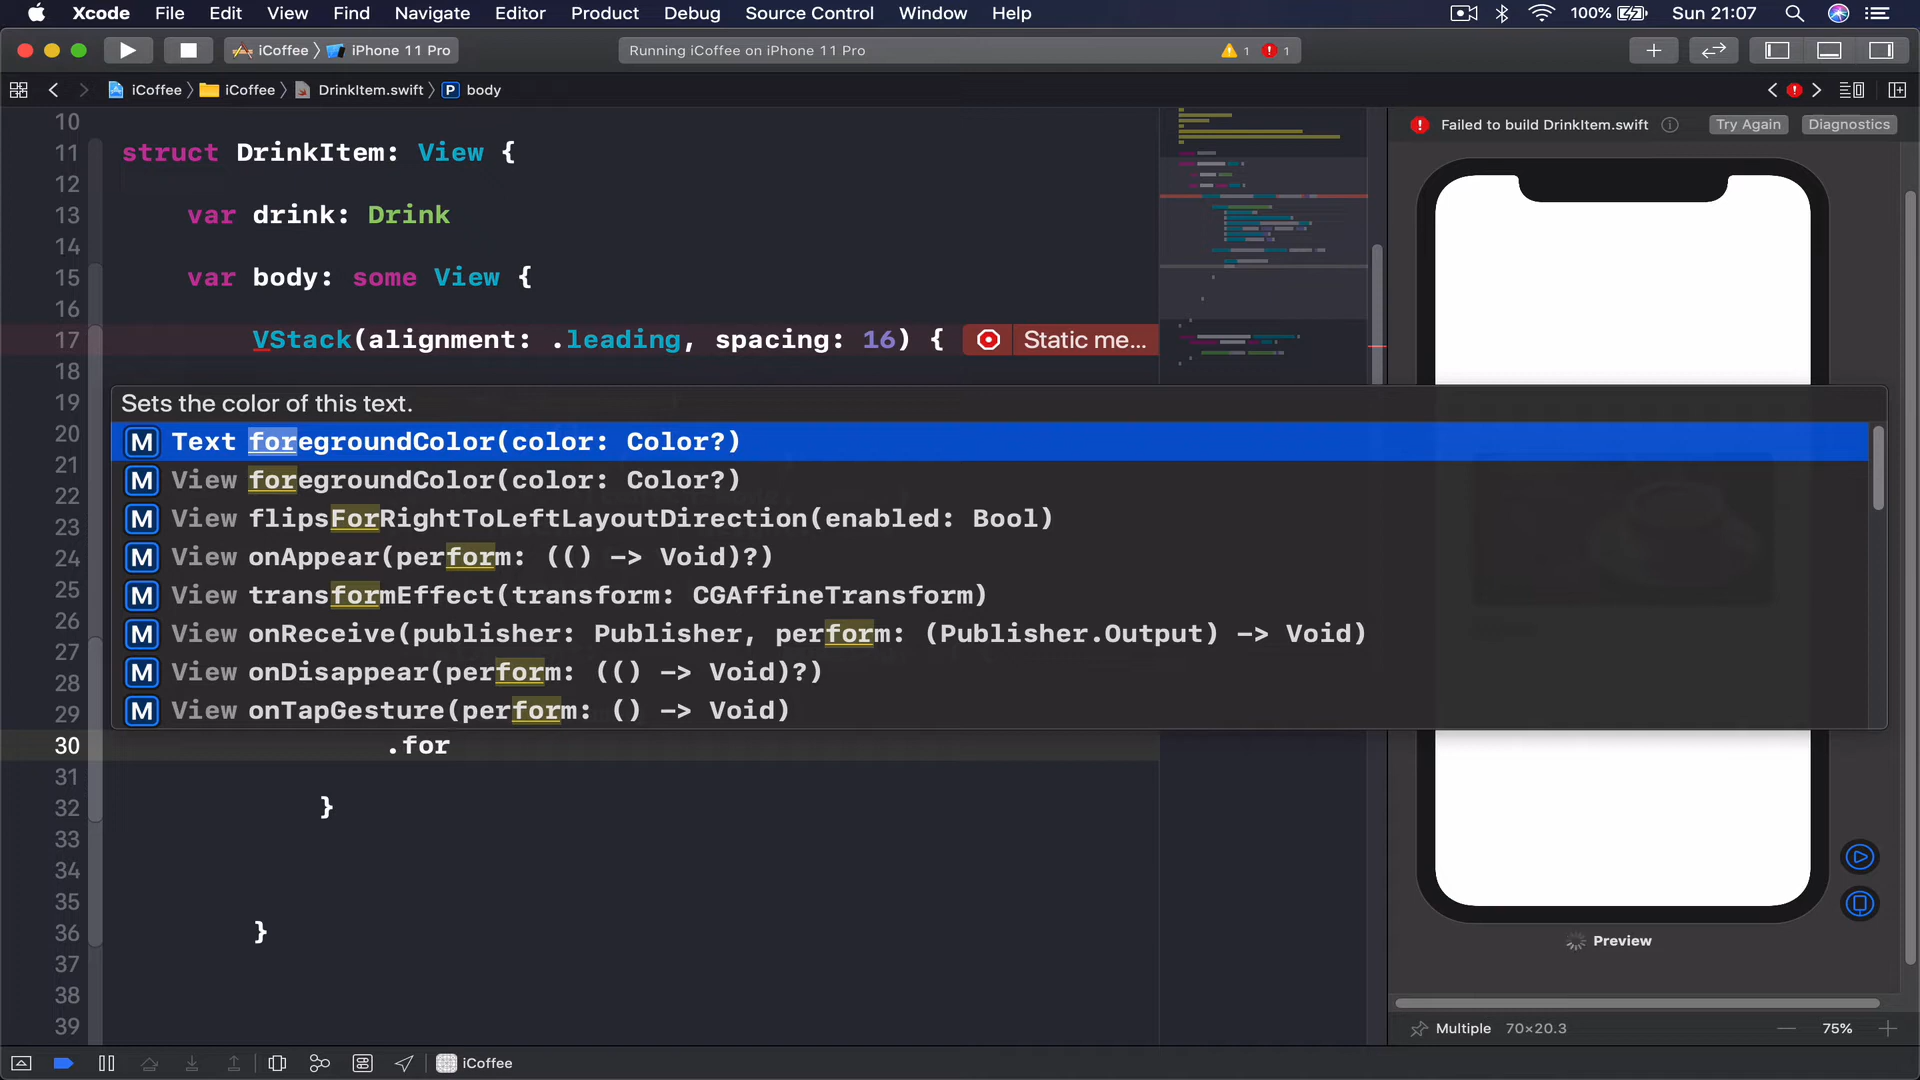 Xcode File Edit View Find Navigate Editor Product Debug Source Control Window Help 100% Sun 21:07
iCoffee iPhone 11 Pro Running iCoffee on iPhone 11 Pro 1 1
iCoffee iCoffee DrinkItem.swift P body
Failed to build DrinkItem.swift Try Again Diagnostics
10
11 struct DrinkItem: View {
12
13 var drink: Drink
14
15 var body: some View {
16
17 VStack(alignment: .leading, spacing: 16) { Static me...
18
19 Sets the color of this text.
20 M Text foregroundColor(color: Color?)
21 M View foregroundColor(color: Color?)
22
23 M View flipsForRightToLeftLayoutDirection(enabled: Bool)
24 M View onAppear(perform: (() -> Void)?)
25 M View transformEffect(transform: CGAffineTransform)
26 M View onReceive(publisher: Publisher, perform: (Publisher.Output) -> Void)
27
28 M View onDisappear(perform: (() -> Void)?)
29 M View onTapGesture(perform: () -> Void)
30 .for
31
32 }
33
34
35
36 }
37
38
39
Preview
Multiple 70×20.3 75%
iCoffee